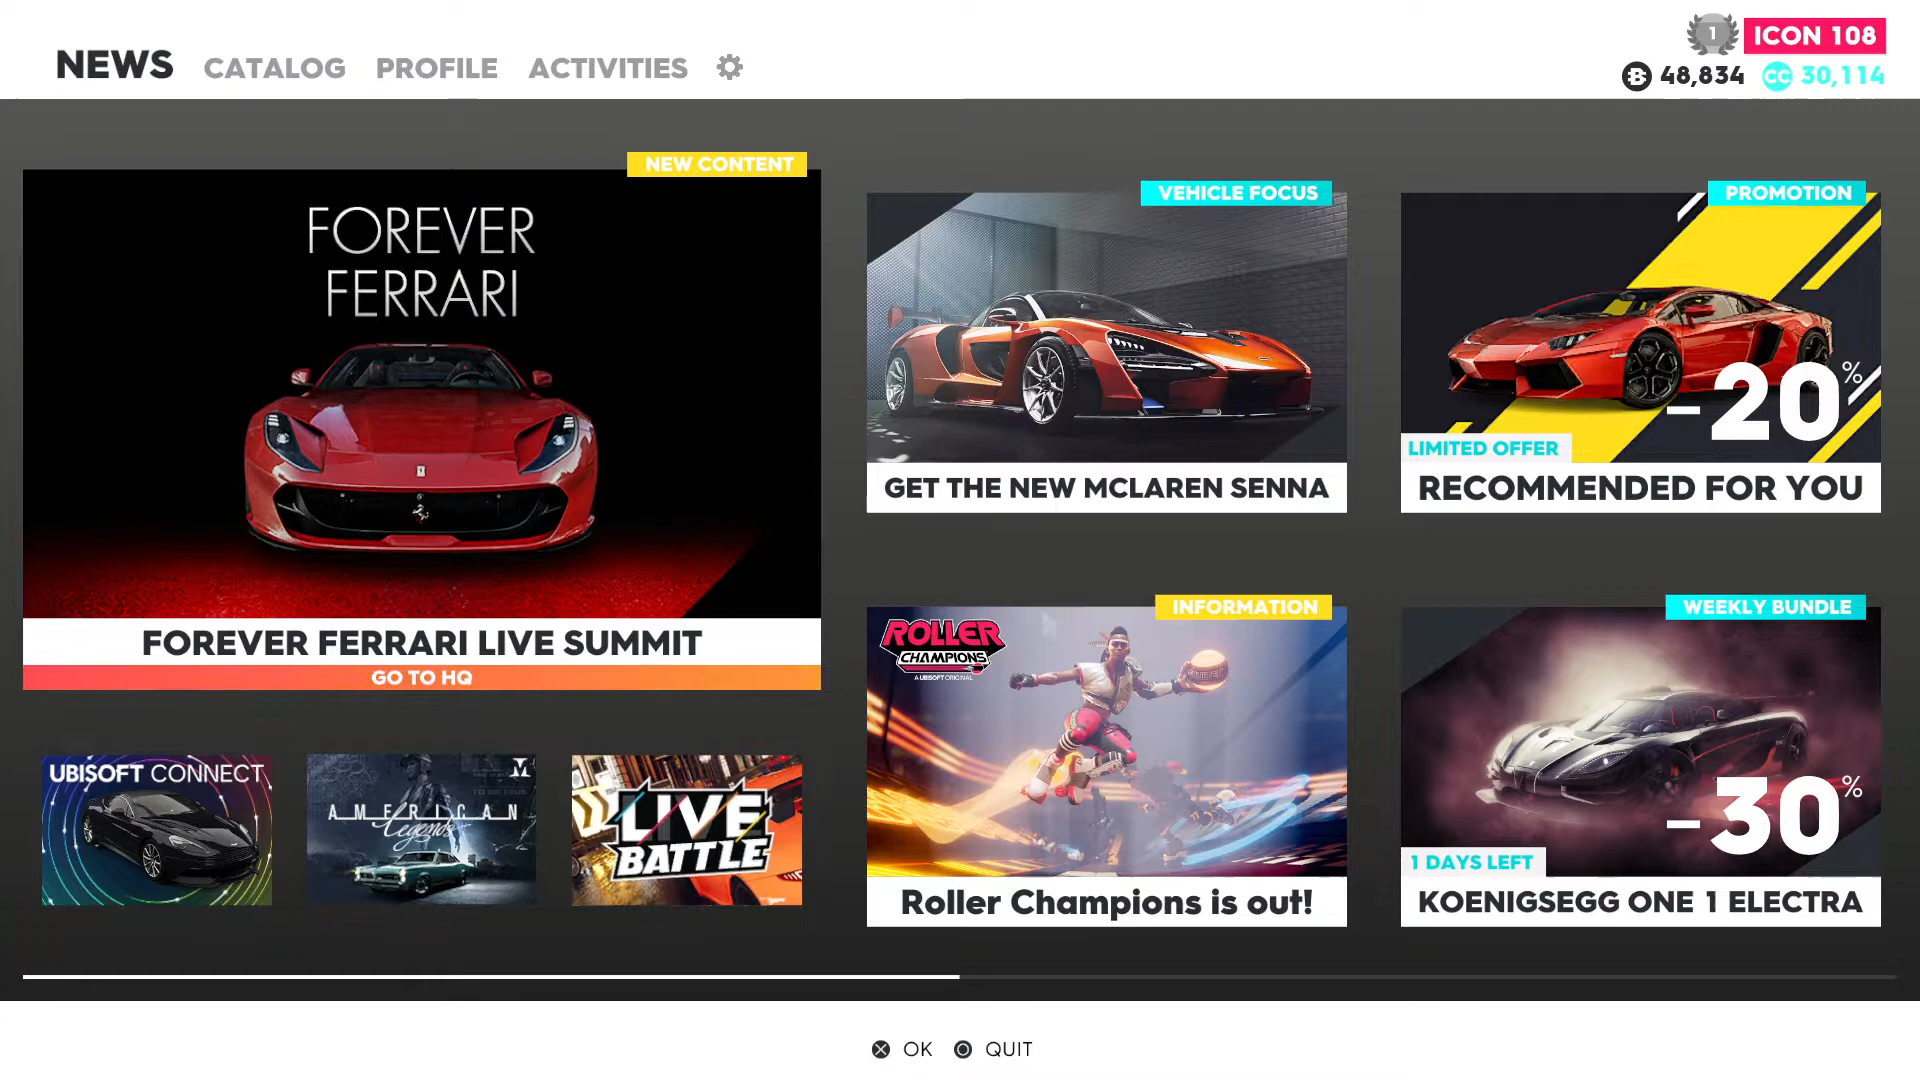 NEWS CATALOG PROFILE ACTIVITIES
1 ICON 108
48,834 CC 30,114
NEW CONTENT
FOREVER
FERRARI
FOREVER FERRARI LIVE SUMMIT
GO TO HQ
VEHICLE FOCUS
GET THE NEW MCLAREN SENNA
PROMOTION
-20%
LIMITED OFFER
RECOMMENDED FOR YOU
UBISOFT CONNECT
AMERICAN
Legends
LIVE
BATTLE
INFORMATION
ROLLER
CHAMPIONS
A UBISOFT ORIGINAL
Roller Champions is out!
WEEKLY BUNDLE
-30%
1 DAYS LEFT
KOENIGSEGG ONE 1 ELECTRA
OK QUIT